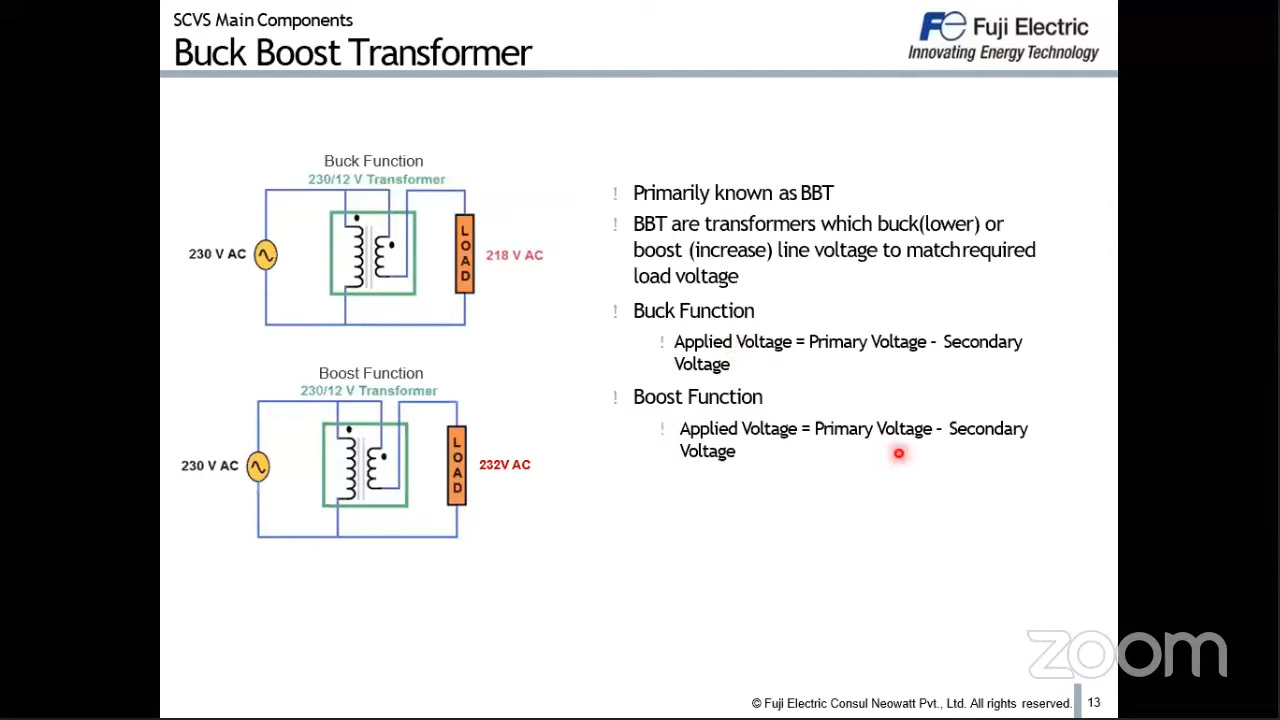 SCVS Main Components
Buck Boost Transformer
Fe Fuji Electric
Innovating Energy Technology
Buck Function
230/12 V Transformer
230 V AC
LOAD
218 V AC
Boost Function
230/12 V Transformer
230 V AC
LOAD
232V AC
! Primarily known as BBT
! BBT are transformers which buck(lower) or
boost (increase) line voltage to match required
load voltage
! Buck Function
! Applied Voltage = Primary Voltage - Secondary
Voltage
! Boost Function
! Applied Voltage = Primary Voltage - Secondary
Voltage
zoom
© Fuji Electric Consul Neowatt Pvt., Ltd. All rights reserved. 13